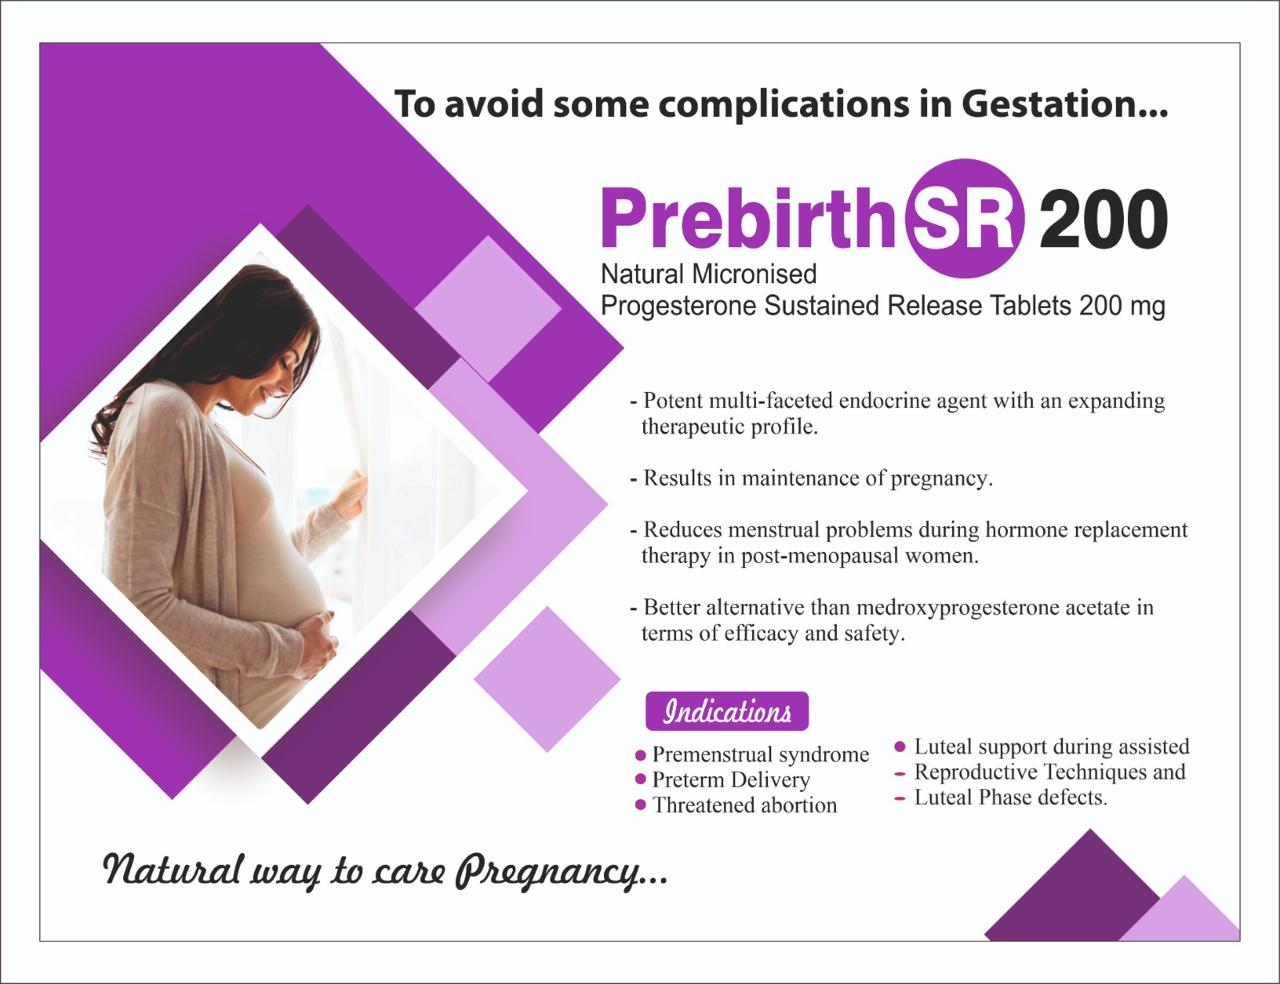 To avoid some complications in Gestation...
Prebirth SR 200
Natural Micronised
Progesterone Sustained Release Tablets 200 mg
- Potent multi-faceted endocrine agent with an expanding
therapeutic profile.
- Results in maintenance of pregnancy.
- Reduces menstrual problems during hormone replacement
therapy in post-menopausal women.
- Better alternative than medroxyprogesterone acetate in
terms of efficacy and safety.
Indications
• Premenstrual syndrome
• Preterm Delivery
• Threatened abortion
• Luteal support during assisted
- Reproductive Techniques and
- Luteal Phase defects.
Natural way to care Pregnancy...